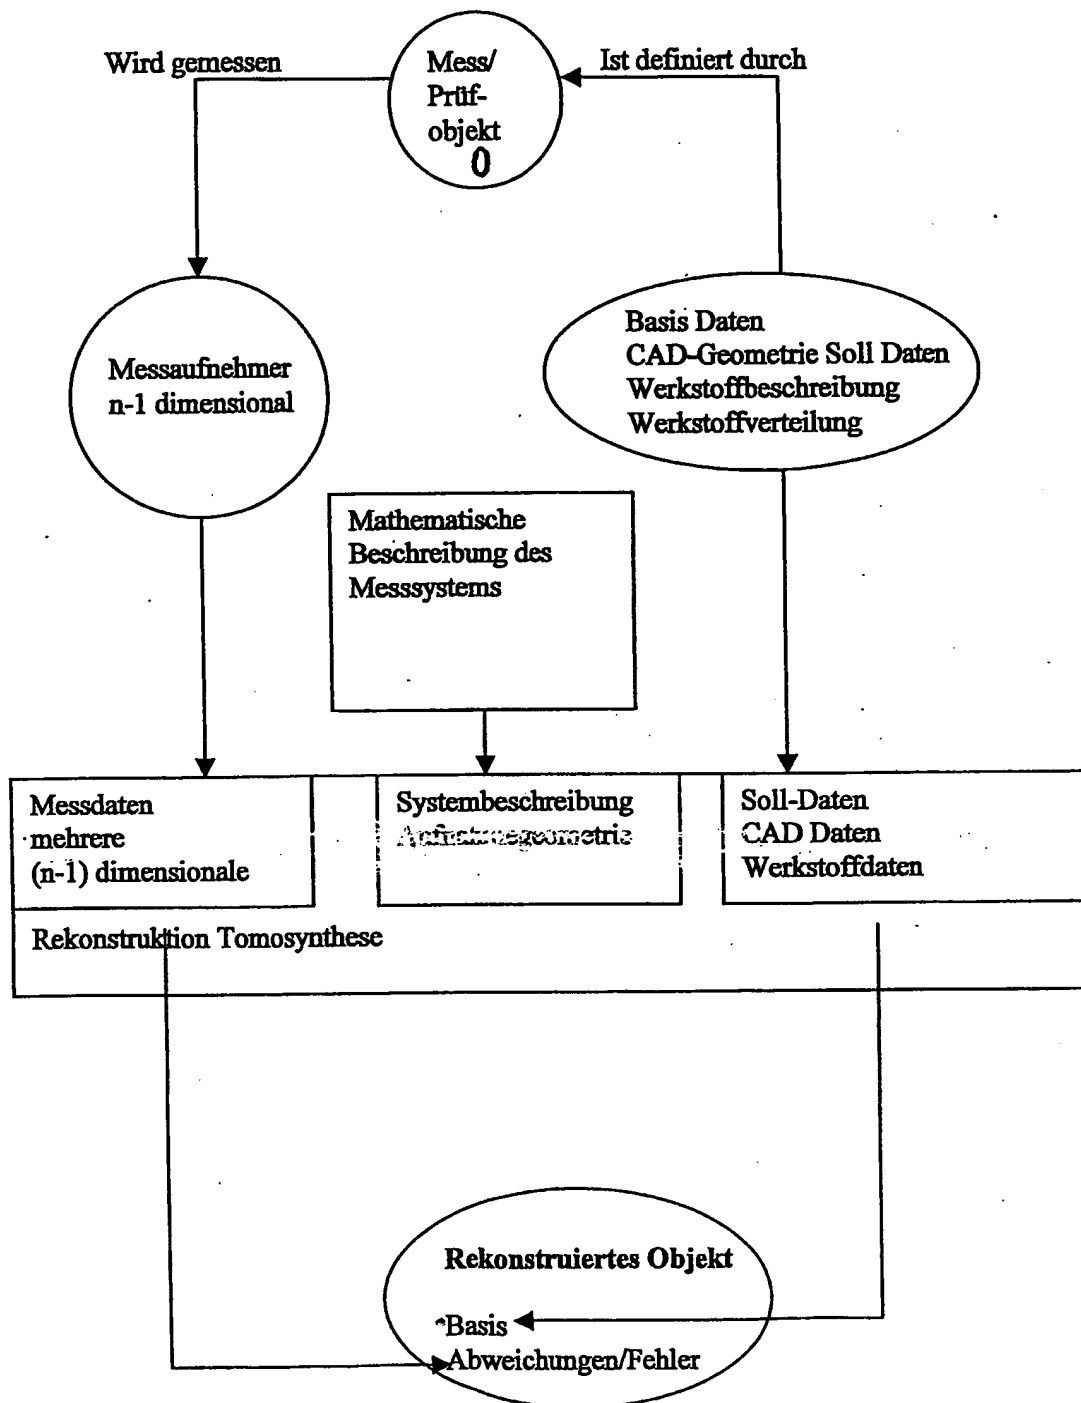 Wird gemessen
Mess/
Prüf-
objekt
0
Ist definiert durch
Messaufnehmer
n-1 dimensional
Basis Daten
CAD-Geometrie Soll Daten
Werkstoffbeschreibung
Werkstoffverteilung
Mathematische
Beschreibung des
Messsystems
Messdaten
mehrere
(n-1) dimensionale
Systembeschreibung
Soll-Daten
CAD Daten
Werkstoffdaten
Rekonstruktion Tomosynthese
Rekonstruiertes Objekt
Basis
Abweichungen/Fehler